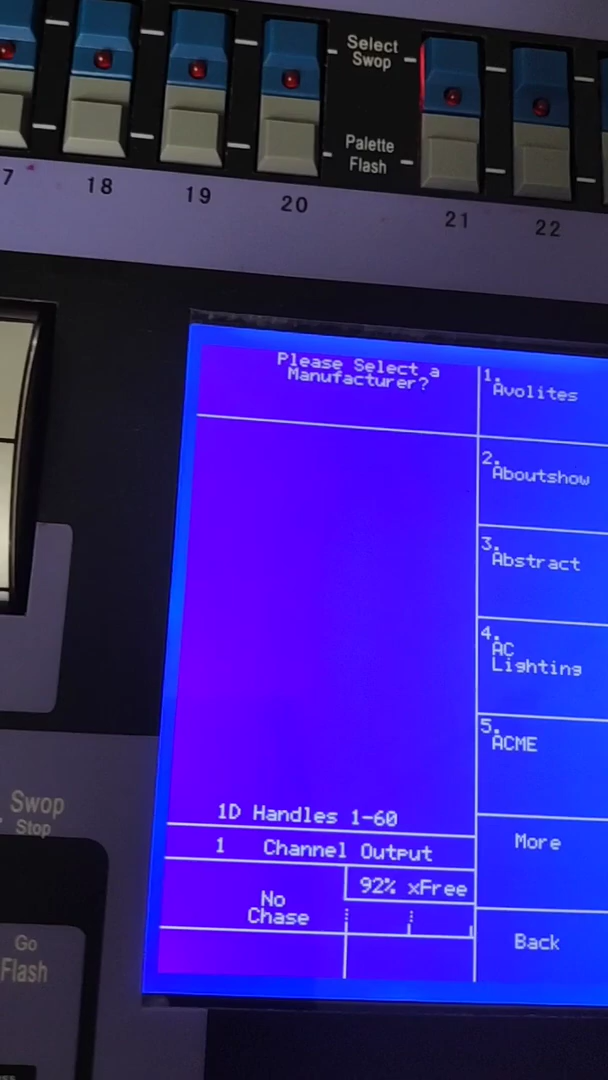 Select
Swop
Palette
Flash
7
18
19
20
21
22
Please Select a
Manufacturer?
1.
Avolites
2.
Aboutshow
3.
Abstract
4.
AC
Lighting
5.
ACME
More
Back
1D Handles 1-60
1 Channel Output
92% xFree
No
Chase
Swop
Stop
Go
Flash